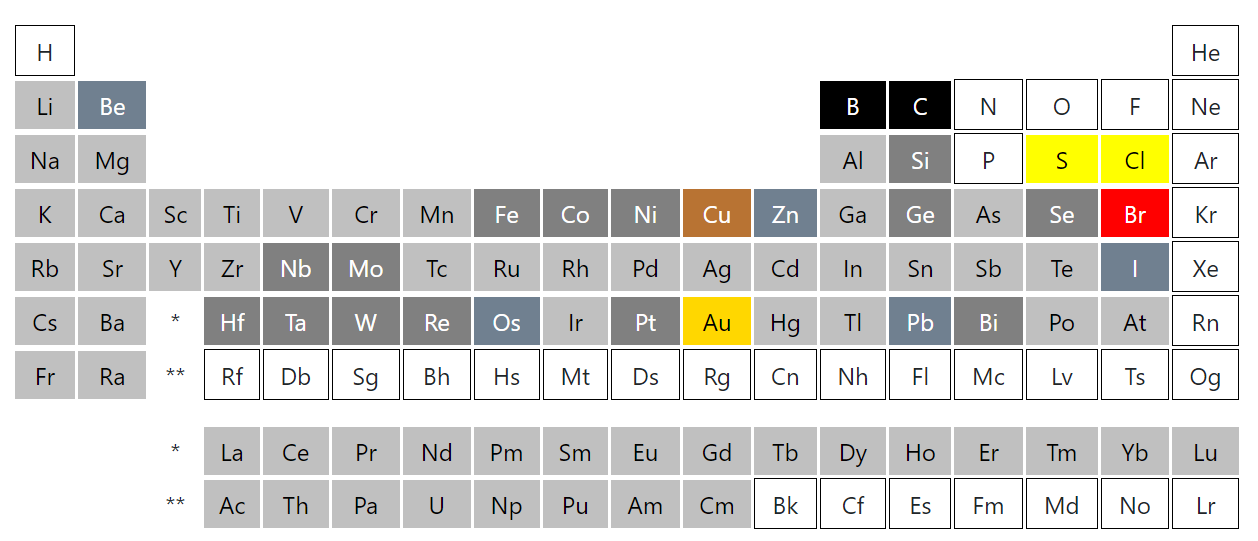 H He
Li Be B C N O F Ne
Na Mg Al Si P S Cl Ar
K Ca Sc Ti V Cr Mn Fe Co Ni Cu Zn Ga Ge As Se Br Kr
Rb Sr Y Zr Nb Mo Tc Ru Rh Pd Ag Cd In Sn Sb Te I Xe
Cs Ba * Hf Ta W Re Os Ir Pt Au Hg Tl Pb Bi Po At Rn
Fr Ra ** Rf Db Sg Bh Hs Mt Ds Rg Cn Nh Fl Mc Lv Ts Og
* La Ce Pr Nd Pm Sm Eu Gd Tb Dy Ho Er Tm Yb Lu
** Ac Th Pa U Np Pu Am Cm Bk Cf Es Fm Md No Lr